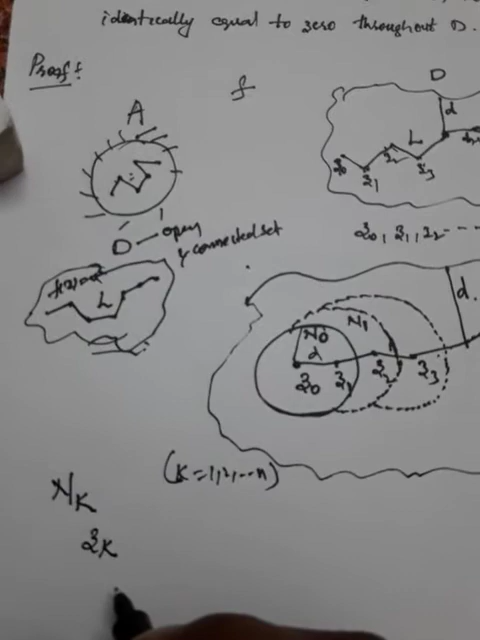 identically equal to zero throughout D.
Proof:
f
D
A
d
L
z0
z1
z2
z3
D — open
& connected set
z0, z1, z2 - - -
L
d.
N0
N1
d
z0
z1
z2
z3
(K=1,2,...n)
NK
zK